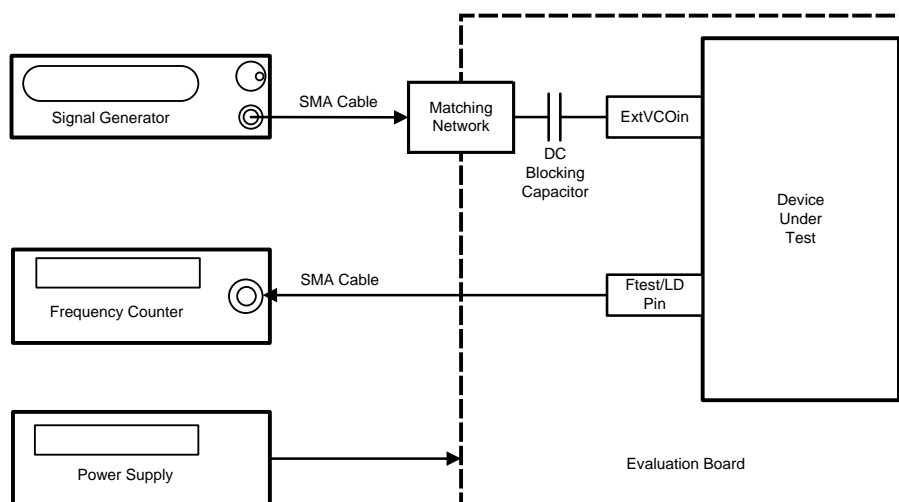 Signal Generator
SMA Cable
Matching
Network
DC
Blocking
Capacitor
ExtVCOin
Device
Under
Test
Frequency Counter
SMA Cable
Ftest/LD
Pin
Power Supply
Evaluation Board